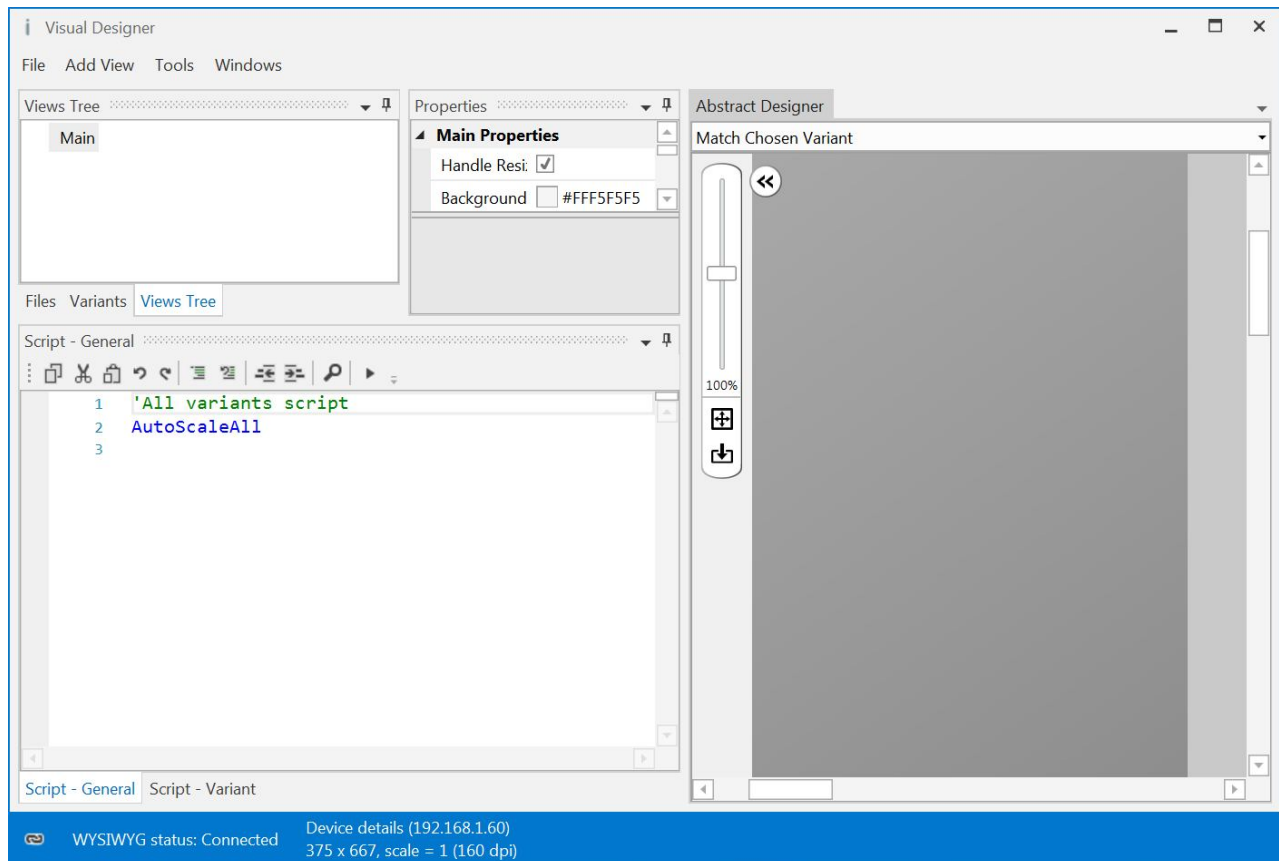 Visual Designer
File Add View Tools Windows
Views Tree
Main
Files Variants Views Tree
Properties
Main Properties
Handle Resi:
Background #FFF5F5F5
Script - General
1 'All variants script
2 AutoScaleAll
3
Script - General Script - Variant
Abstract Designer
Match Chosen Variant
100%
WYSIWYG status: Connected
Device details (192.168.1.60)
375 x 667, scale = 1 (160 dpi)